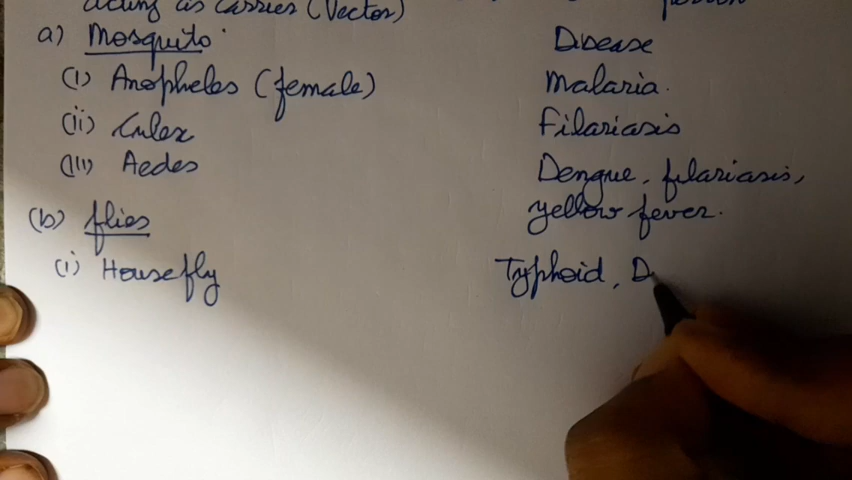 acting as carrier (Vector)
a) Mosquito Disease
(i) Anopheles (female) Malaria.
(ii) Culex Filariasis
(iii) Aedes Dengue, filariasis,
yellow fever.
(b) flies
(i) Housefly Typhoid, D